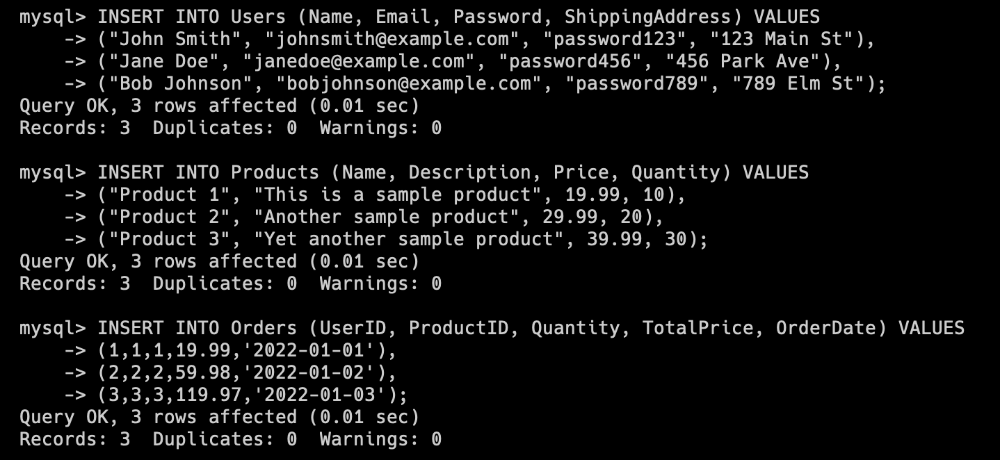 mysql> INSERT INTO Users (Name, Email, Password, ShippingAddress) VALUES
    -> ("John Smith", "johnsmith@example.com", "password123", "123 Main St"),
    -> ("Jane Doe", "janedoe@example.com", "password456", "456 Park Ave"),
    -> ("Bob Johnson", "bobjohnson@example.com", "password789", "789 Elm St");
Query OK, 3 rows affected (0.01 sec)
Records: 3  Duplicates: 0  Warnings: 0

mysql> INSERT INTO Products (Name, Description, Price, Quantity) VALUES
    -> ("Product 1", "This is a sample product", 19.99, 10),
    -> ("Product 2", "Another sample product", 29.99, 20),
    -> ("Product 3", "Yet another sample product", 39.99, 30);
Query OK, 3 rows affected (0.01 sec)
Records: 3  Duplicates: 0  Warnings: 0

mysql> INSERT INTO Orders (UserID, ProductID, Quantity, TotalPrice, OrderDate) VALUES
    -> (1,1,1,19.99,'2022-01-01'),
    -> (2,2,2,59.98,'2022-01-02'),
    -> (3,3,3,119.97,'2022-01-03');
Query OK, 3 rows affected (0.01 sec)
Records: 3  Duplicates: 0  Warnings: 0